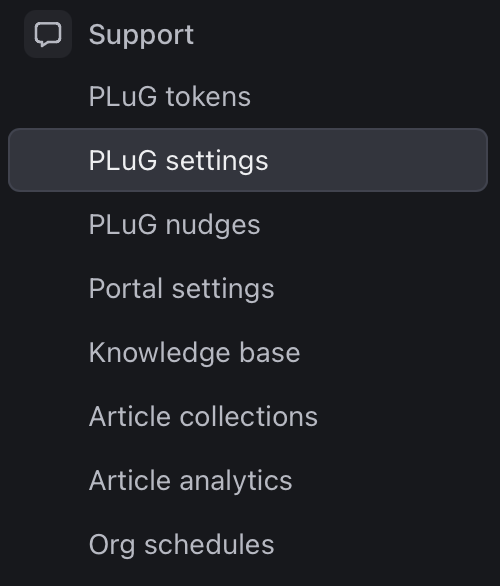 Support
PLuG tokens
PLuG settings
PLuG nudges
Portal settings
Knowledge base
Article collections
Article analytics
Org schedules